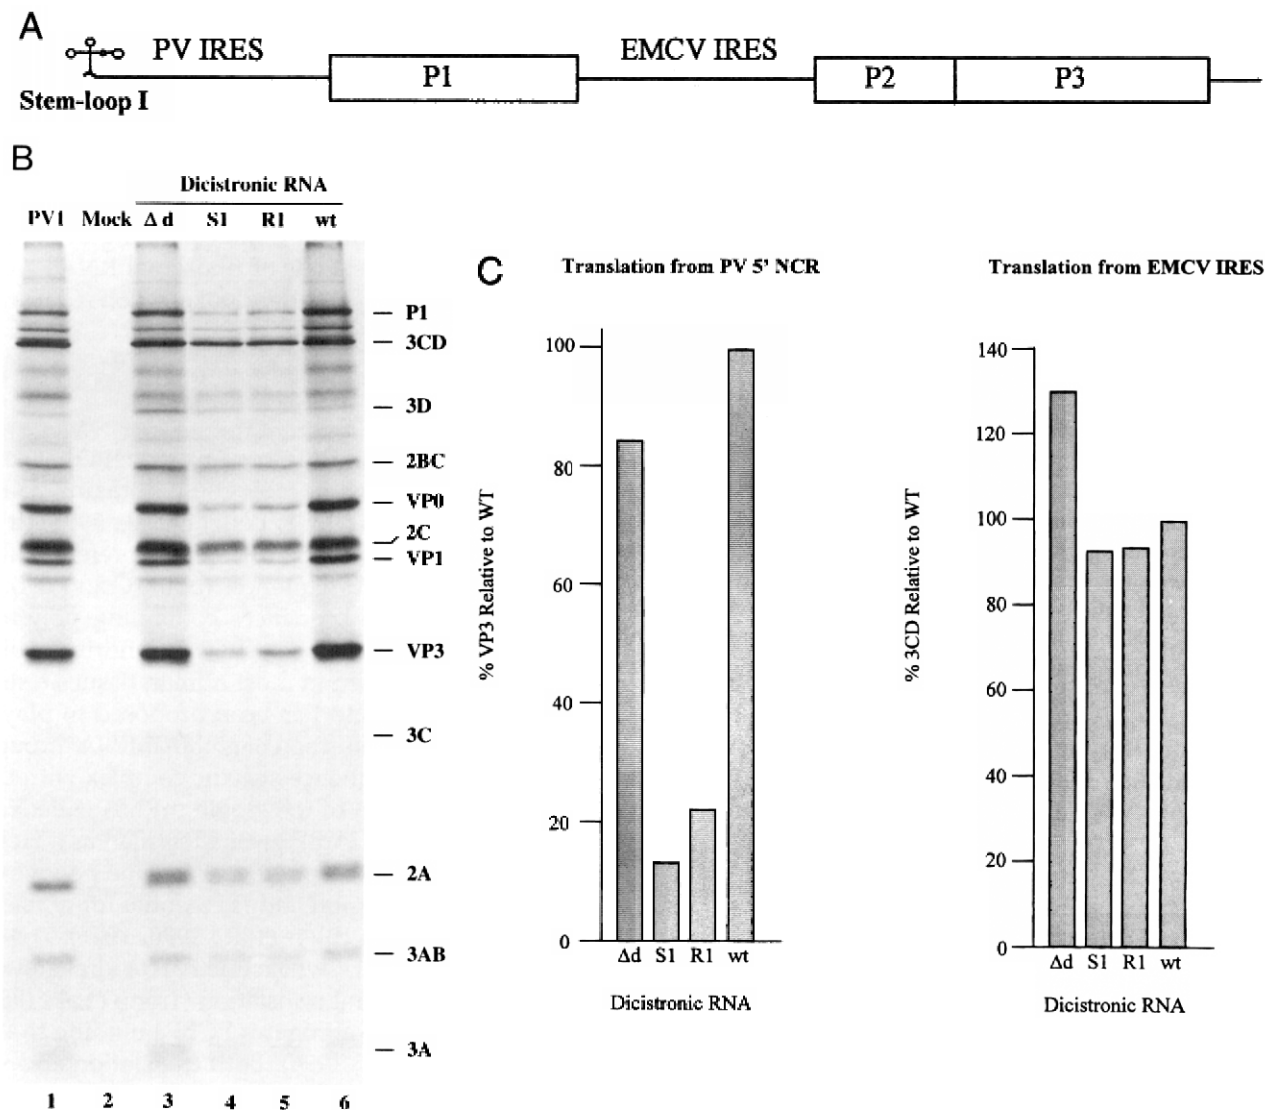 A
PV IRES
EMCV IRES
P1
P2
P3
Stem-loop I
B
Dicistronic RNA
PV1 Mock Δ d S1 R1 wt
P1
3CD
3D
2BC
VP0
2C
VP1
VP3
3C
2A
3AB
3A
1 2 3 4 5 6
C
Translation from PV 5' NCR
% VP3 Relative to WT
100
80
60
40
20
0
Δd S1 R1 wt
Dicistronic RNA
Translation from EMCV IRES
% 3CD Relative to WT
140
120
100
80
60
40
20
0
Δd S1 R1 wt
Dicistronic RNA